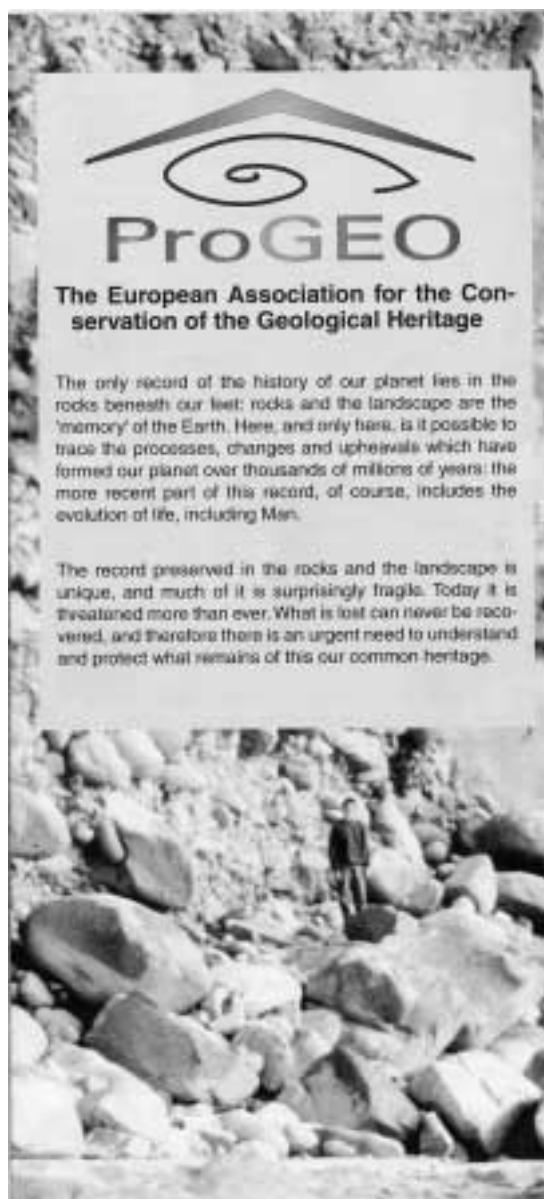 ProGEO
The European Association for the Con-
servation of the Geological Heritage
The only record of the history of our planet lies in the
rocks beneath our feet: rocks and the landscape are the
'memory' of the Earth. Here, and only here, is it possible to
trace the processes, changes and upheavals which have
formed our planet over thousands of millions of years: the
more recent part of this record, of course, includes the
evolution of life, including Man.
The record preserved in the rocks and the landscape is
unique, and much of it is surprisingly fragile. Today it is
threatened more than ever. What is lost can never be reco-
vered, and therefore there is an urgent need to understand
and protect what remains of this our common heritage.